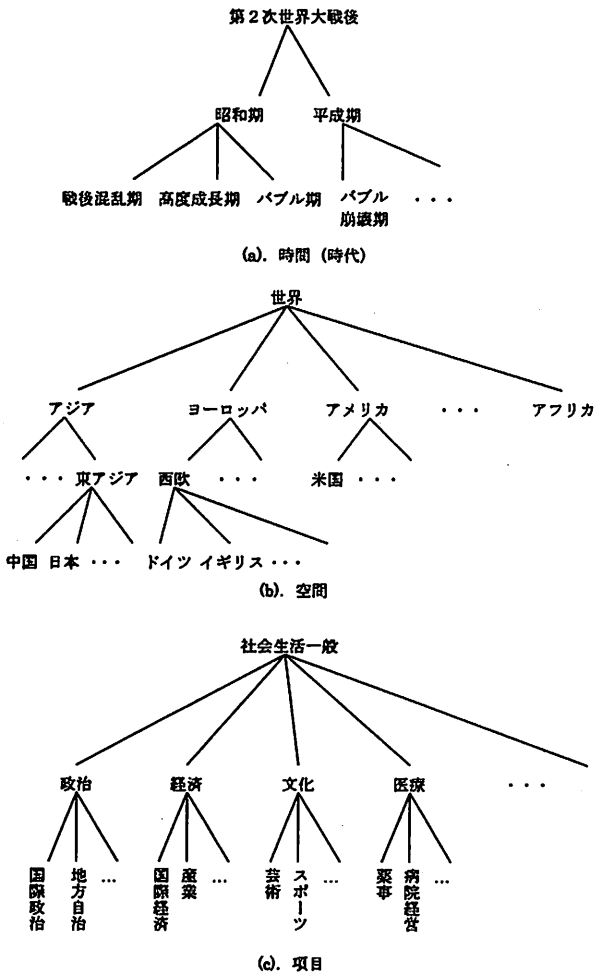 第2次世界大戦後
昭和期 平成期
戦後混乱期 高度成長期 バブル期 バブル
崩壊期 ・・・
(a). 時間(時代)
世界
アジア ヨーロッパ アメリカ ・・・ アフリカ
・・・ 東アジア 西欧 ・・・ 米国 ・・・
中国 日本 ・・・ ドイツ イギリス ・・・
(b). 空間
社会生活一般
政治 経済 文化 医療 ・・・
国際政治
地方自治
...
国際経済
産業
...
芸術
スポーツ
...
薬事
病院経営
...
(c). 項目